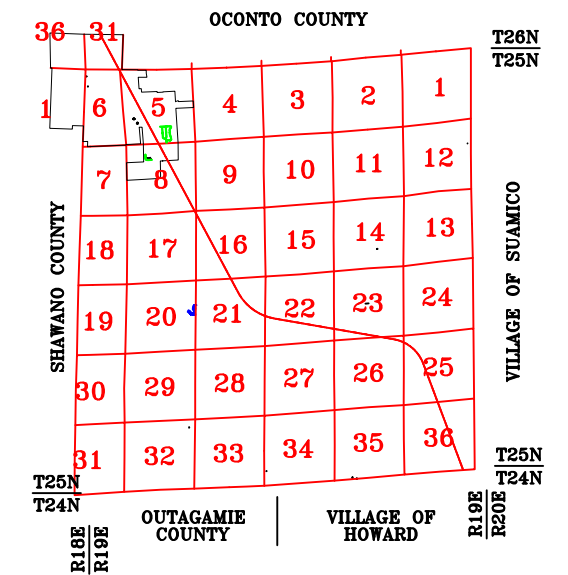 OCONTO COUNTY
36 31
T26N
T25N
1 6 5 4 3 2 1
7 8 9 10 11 12
18 17 16 15 14 13
19 20 21 22 23 24
30 29 28 27 26 25
31 32 33 34 35 36
SHAWANO COUNTY
VILLAGE OF SUAMICO
T25N
T24N
T25N
T24N
R18E
R19E
OUTAGAMIE
COUNTY
VILLAGE OF
HOWARD
R19E
R20E